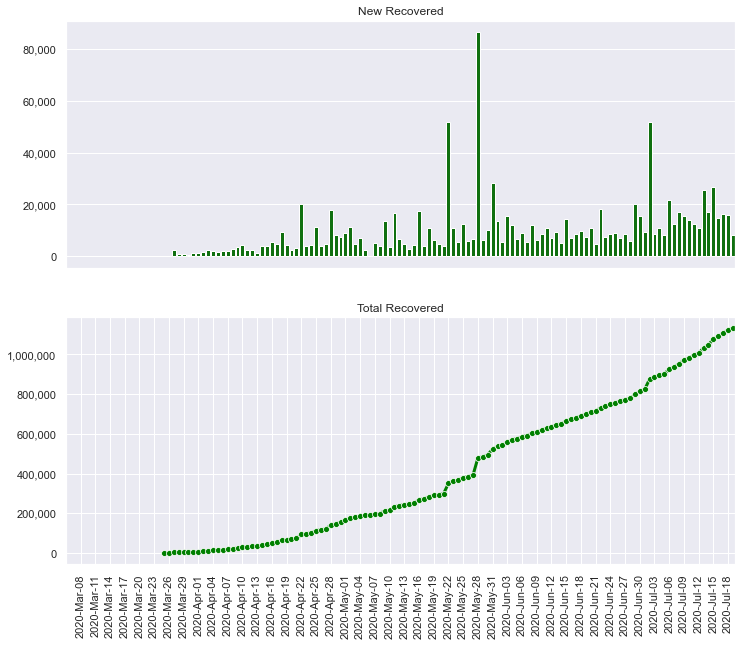 New Recovered
80,000
60,000
40,000
20,000
0
Total Recovered
1,000,000
800,000
600,000
400,000
200,000
0
2020-Mar-08
2020-Mar-11
2020-Mar-14
2020-Mar-17
2020-Mar-20
2020-Mar-23
2020-Mar-26
2020-Mar-29
2020-Apr-01
2020-Apr-04
2020-Apr-07
2020-Apr-10
2020-Apr-13
2020-Apr-16
2020-Apr-19
2020-Apr-22
2020-Apr-25
2020-Apr-28
2020-May-01
2020-May-04
2020-May-07
2020-May-10
2020-May-13
2020-May-16
2020-May-19
2020-May-22
2020-May-25
2020-May-28
2020-May-31
2020-Jun-03
2020-Jun-06
2020-Jun-09
2020-Jun-12
2020-Jun-15
2020-Jun-18
2020-Jun-21
2020-Jun-24
2020-Jun-27
2020-Jun-30
2020-Jul-03
2020-Jul-06
2020-Jul-09
2020-Jul-12
2020-Jul-15
2020-Jul-18